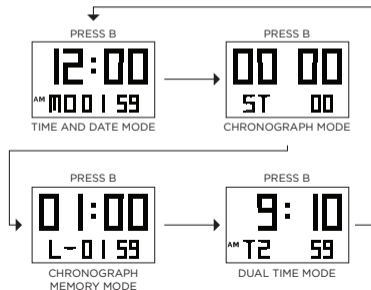 PRESS B
12:00
AM MO 01 59
TIME AND DATE MODE
PRESS B
00 00
ST 00
CHRONOGRAPH MODE
PRESS B
01:00
L-01 59
CHRONOGRAPH
MEMORY MODE
PRESS B
9:10
AM T2 59
DUAL TIME MODE